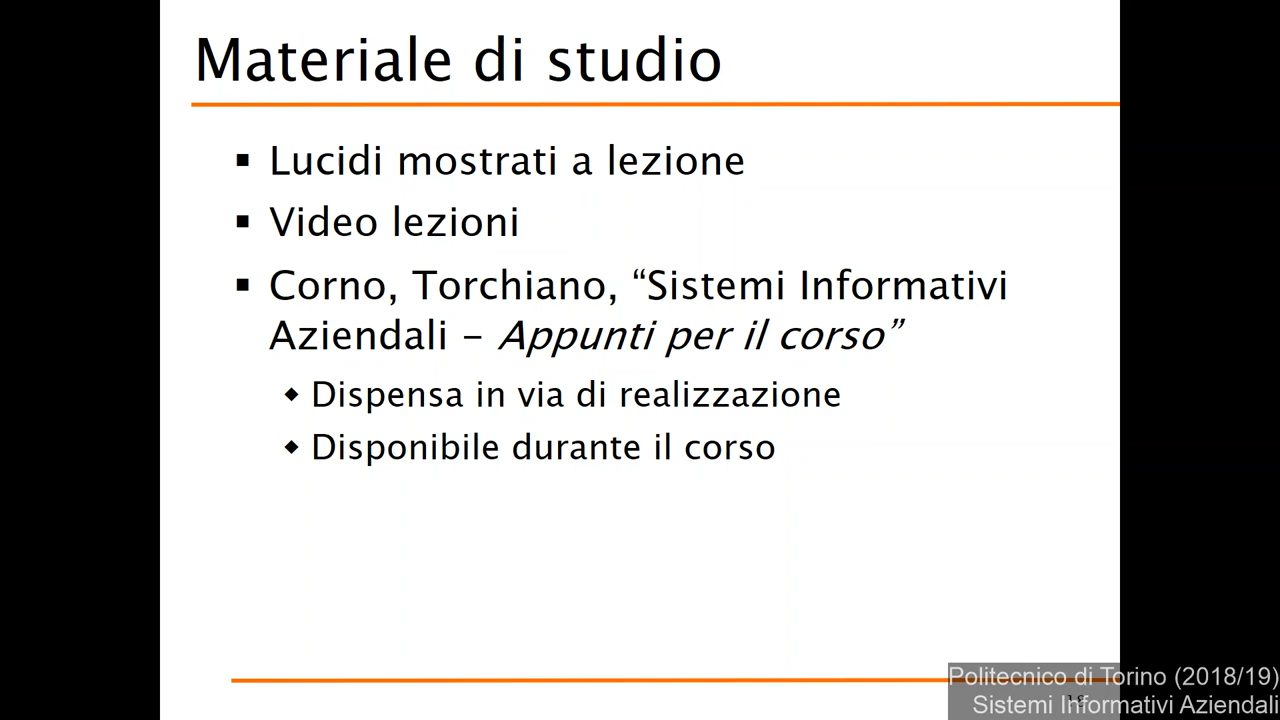 Materiale di studio
Lucidi mostrati a lezione
Video lezioni
Corno, Torchiano, “Sistemi Informativi
Aziendali – Appunti per il corso”
Dispensa in via di realizzazione
Disponibile durante il corso
Politecnico di Torino (2018/19)
Sistemi Informativi Aziendali